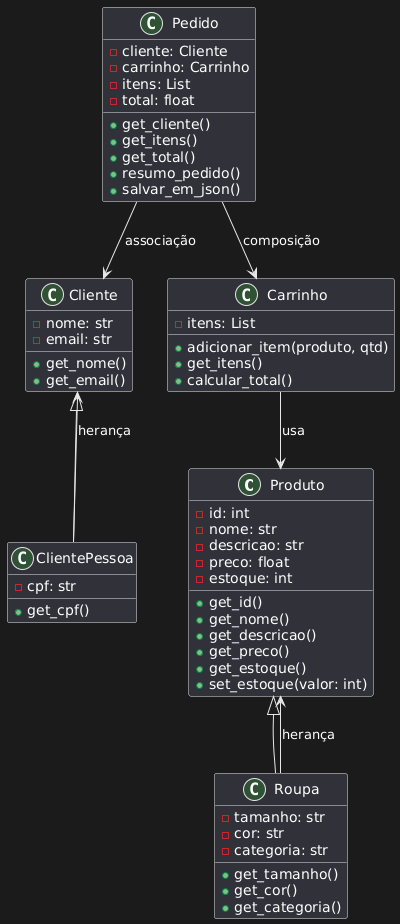 C Pedido
cliente: Cliente
carrinho: Carrinho
itens: List
total: float
get_cliente()
get_itens()
get_total()
resumo_pedido()
salvar_em_json()
associação
composição
C Cliente
nome: str
email: str
get_nome()
get_email()
C Carrinho
itens: List
adicionar_item(produto, qtd)
get_itens()
calcular_total()
herança
usa
C ClientePessoa
cpf: str
get_cpf()
C Produto
id: int
nome: str
descricao: str
preco: float
estoque: int
get_id()
get_nome()
get_descricao()
get_preco()
get_estoque()
set_estoque(valor: int)
herança
C Roupa
tamanho: str
cor: str
categoria: str
get_tamanho()
get_cor()
get_categoria()